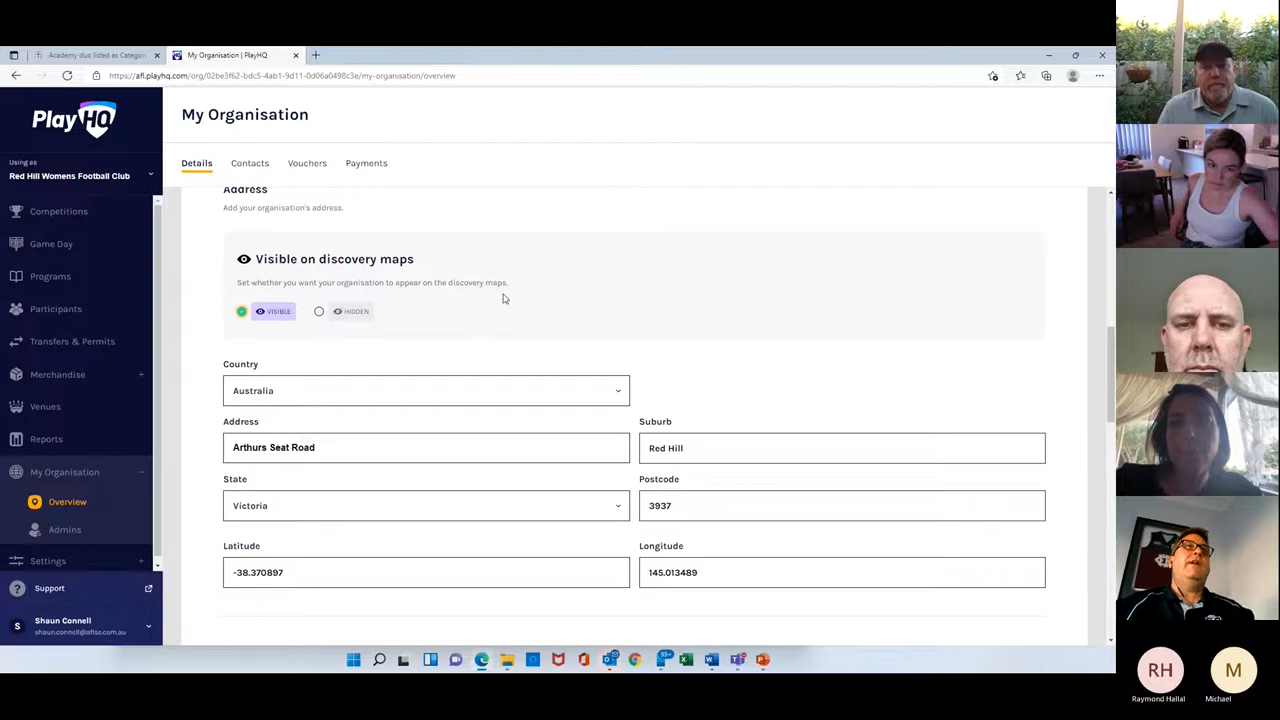 Academy duo listed as Categor
My Organisation | PlayHQ
https://afl.playhq.com/org/02be3f62-bdc5-4ab1-9d11-0d06a0498c3e/my-organisation/overview
PlayHQ
Using as
Red Hill Womens Football Club
Competitions
Game Day
Programs
Participants
Transfers & Permits
Merchandise
Venues
Reports
My Organisation
Overview
Admins
Settings
Support
S
Shaun Connell
shaun.connell@aflse.com.au
My Organisation
Details Contacts Vouchers Payments
Address
Add your organisation's address.
Visible on discovery maps
Set whether you want your organisation to appear on the discovery maps.
VISIBLE HIDDEN
Country
Australia
Address Suburb
Arthurs Seat Road Red Hill
State Postcode
Victoria 3937
Latitude Longitude
-38.370897 145.013489
99+
RH M
Raymond Hallal Michael